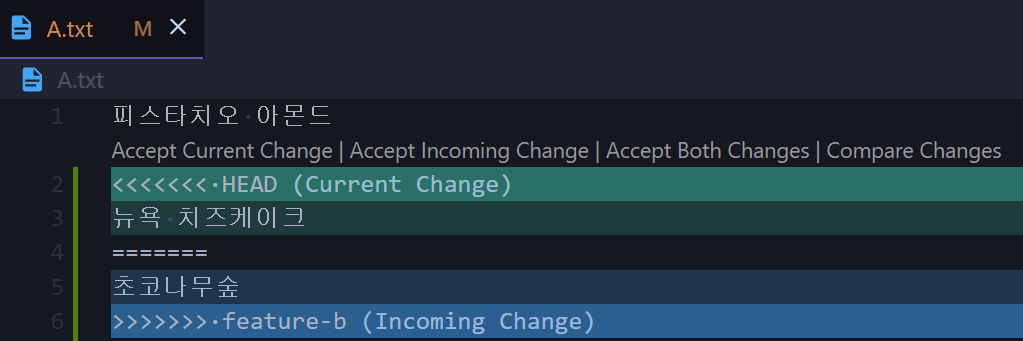 A.txt M
A.txt
1 피스타치오 아몬드
Accept Current Change | Accept Incoming Change | Accept Both Changes | Compare Changes
2 <<<<<<<·HEAD (Current Change)
3 뉴욕 치즈케이크
4 =======
5 초코나무숲
6 >>>>>>>·feature-b (Incoming Change)